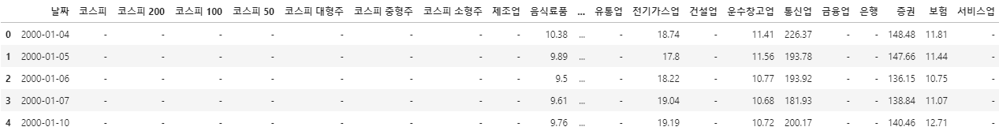 날짜 코스피 코스피 200 코스피 100 코스피 50 코스피 대형주 코스피 중형주 코스피 소형주 제조업 음식료품 ... 유통업 전기가스업 건설업 운수창고업 통신업 금융업 은행 증권 보험 서비스업
0 2000-01-04 - - - - - - - - 10.38 ... - 18.74 - 11.41 226.37 - - 148.48 11.81 -
1 2000-01-05 - - - - - - - - 9.89 ... - 17.8 - 11.56 193.78 - - 147.66 11.44 -
2 2000-01-06 - - - - - - - - 9.5 ... - 18.22 - 10.77 193.92 - - 136.15 10.75 -
3 2000-01-07 - - - - - - - - 9.61 ... - 19.04 - 10.68 181.93 - - 138.84 11.07 -
4 2000-01-10 - - - - - - - - 9.76 ... - 19.19 - 10.72 200.17 - - 140.46 12.71 -